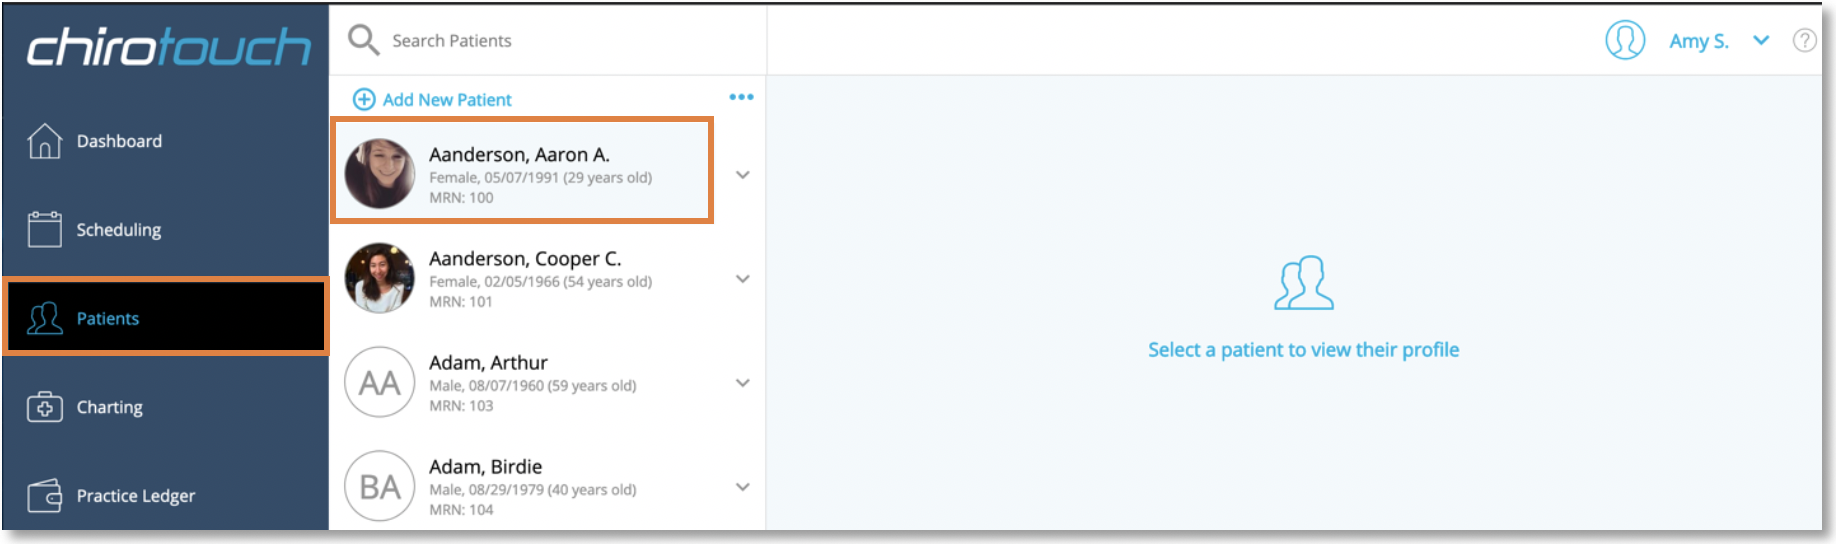 chirotouch
Search Patients
Amy S.
?
Add New Patient
Dashboard
Scheduling
Patients
Charting
Practice Ledger
Aanderson, Aaron A.
Female, 05/07/1991 (29 years old)
MRN: 100
Aanderson, Cooper C.
Female, 02/05/1966 (54 years old)
MRN: 101
AA
Adam, Arthur
Male, 08/07/1960 (59 years old)
MRN: 103
BA
Adam, Birdie
Male, 08/29/1979 (40 years old)
MRN: 104
Select a patient to view their profile